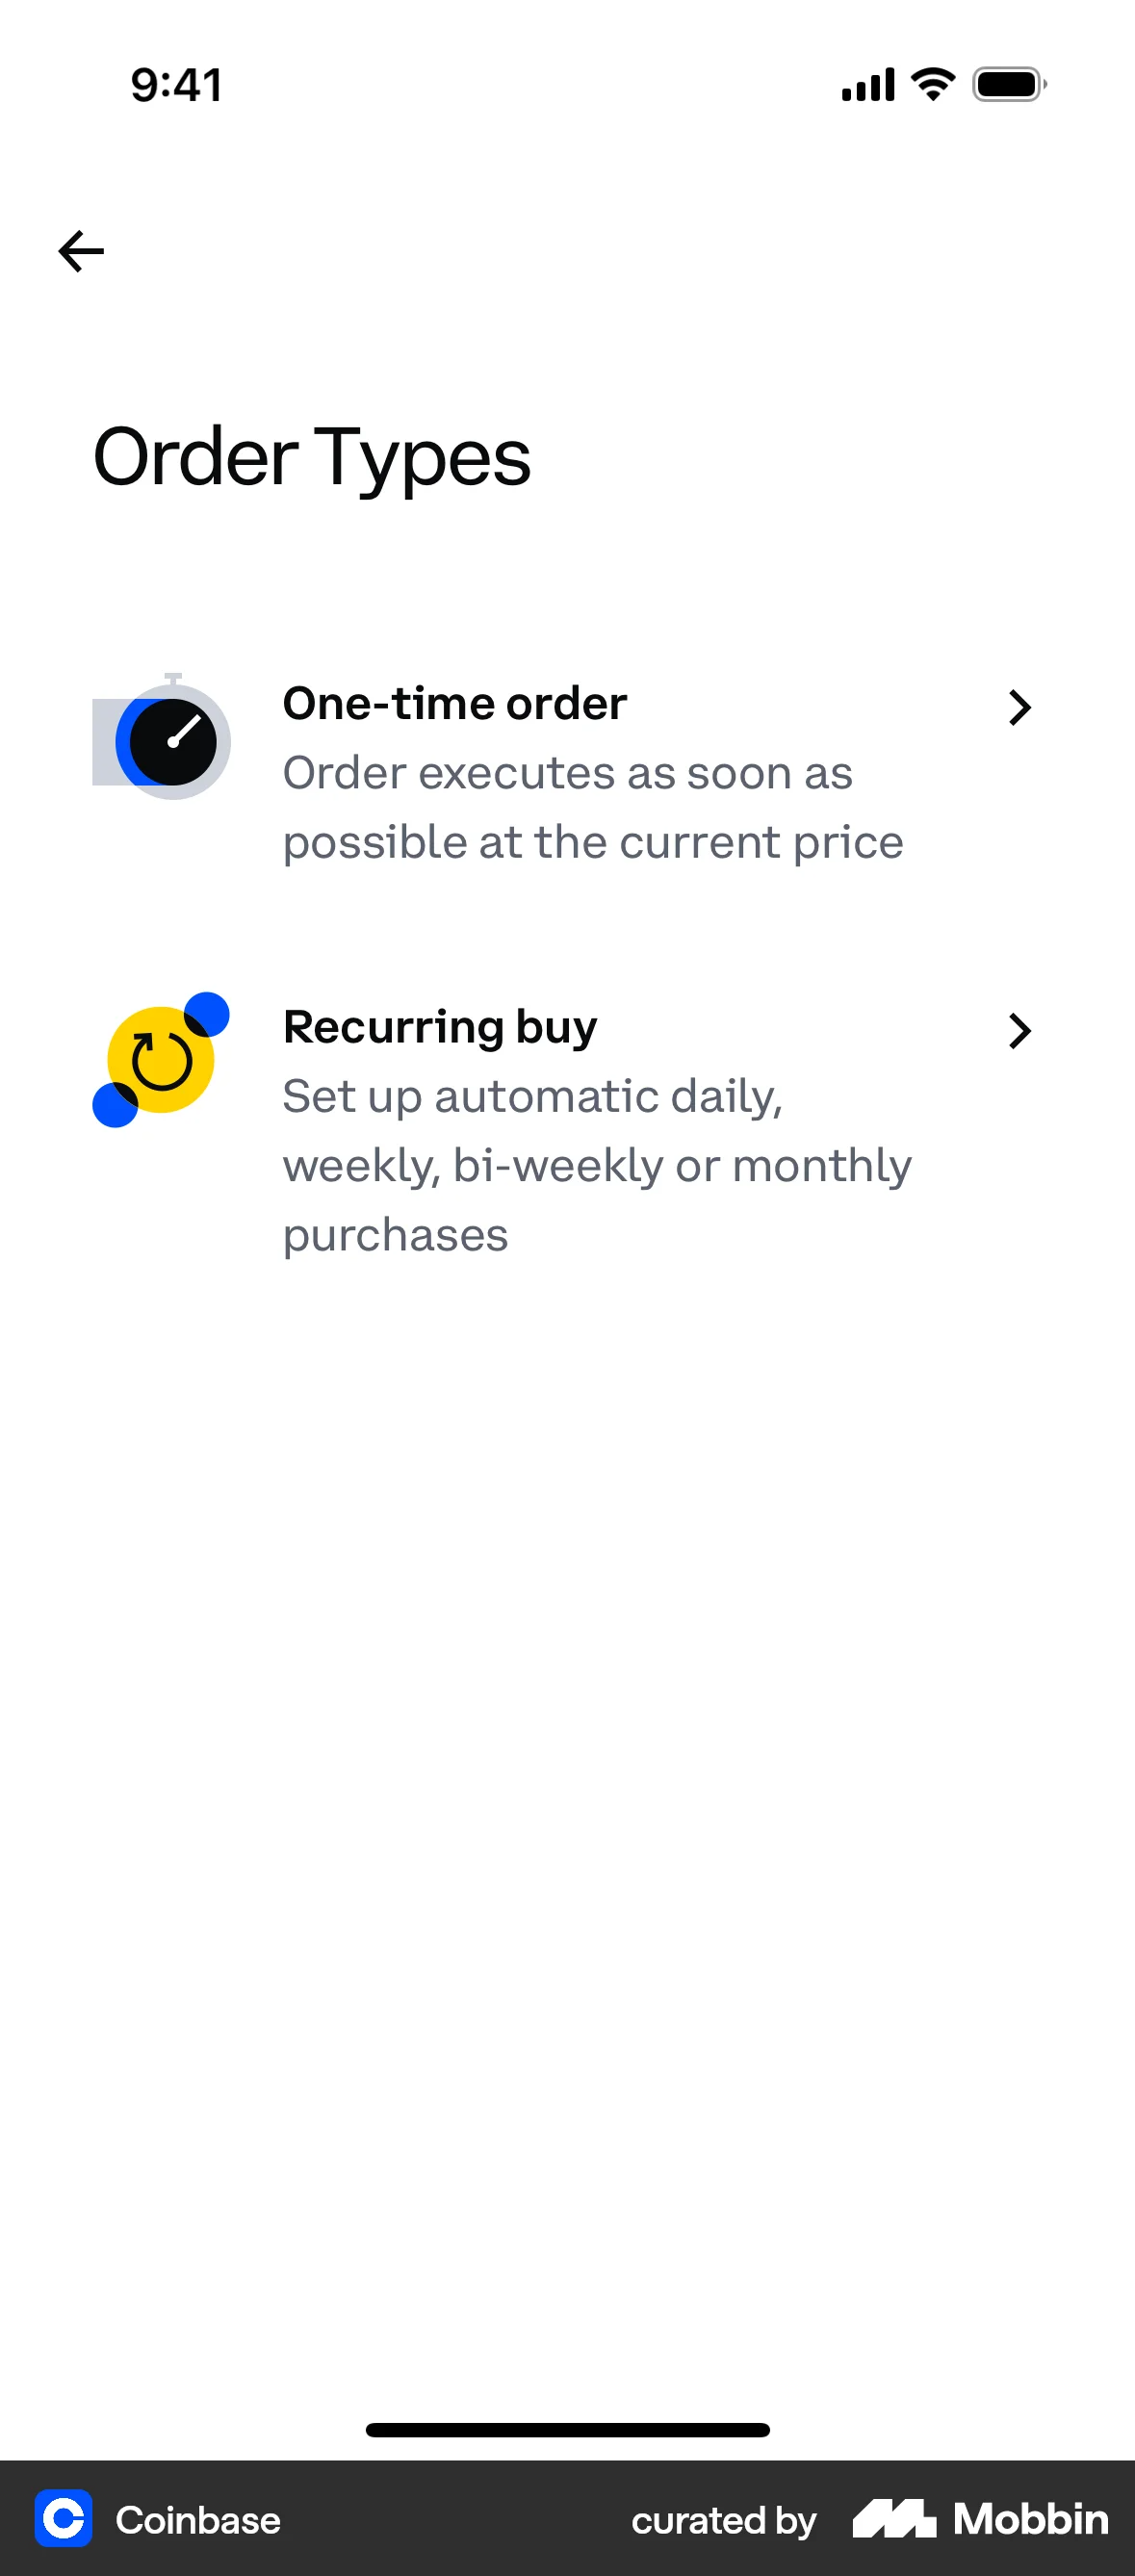 9:41
Order Types
One-time order
Order executes as soon as
possible at the current price
Recurring buy
Set up automatic daily,
weekly, bi-weekly or monthly
purchases
Coinbase
curated by Mobbin